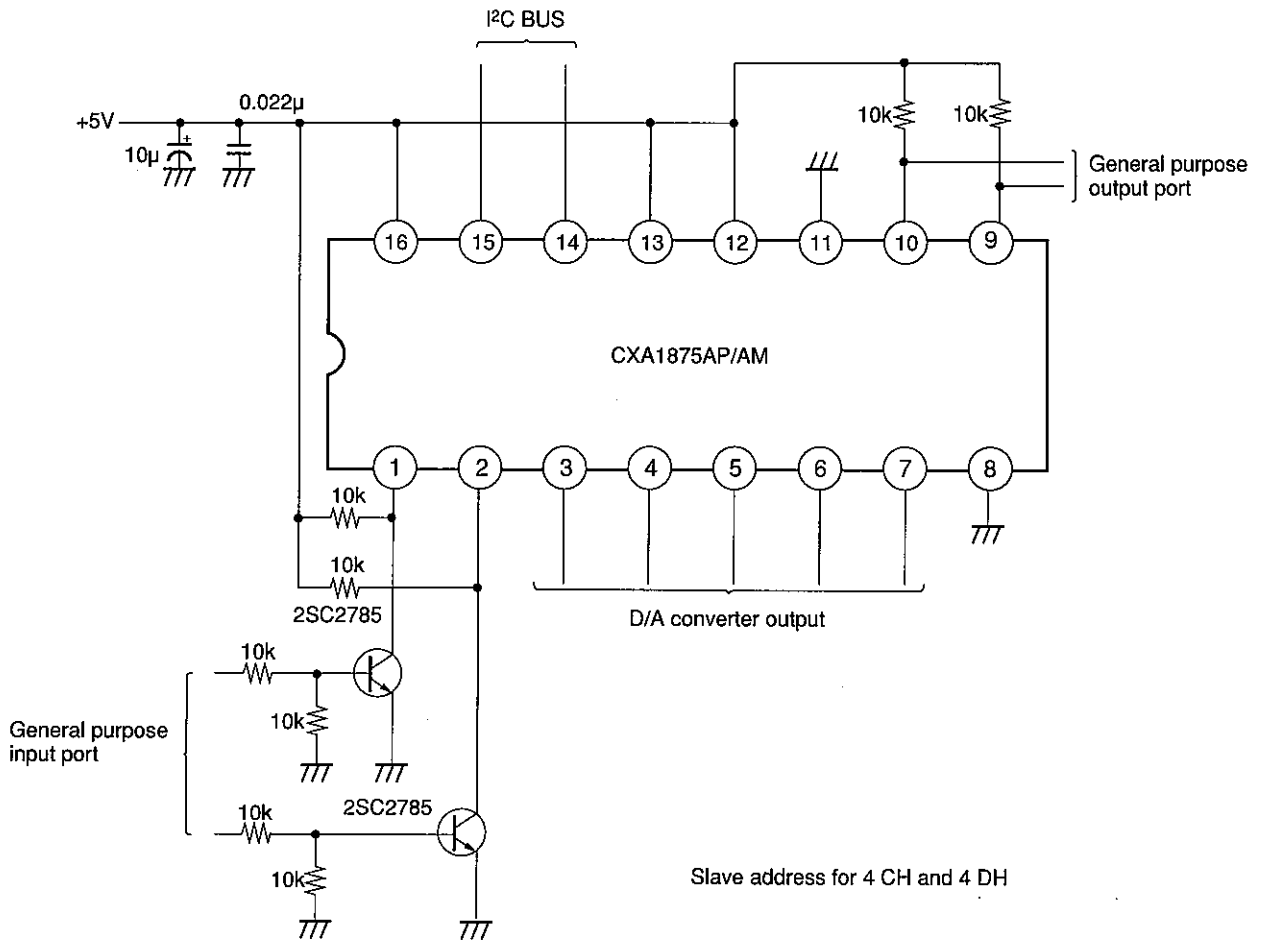 I²C BUS
0.022µ
+5V
10µ
10k
10k
General purpose
output port
16
15
14
13
12
11
10
9
CXA1875AP/AM
1
2
3
4
5
6
7
8
10k
10k
2SC2785
D/A converter output
10k
10k
General purpose
input port
2SC2785
10k
10k
Slave address for 4 CH and 4 DH